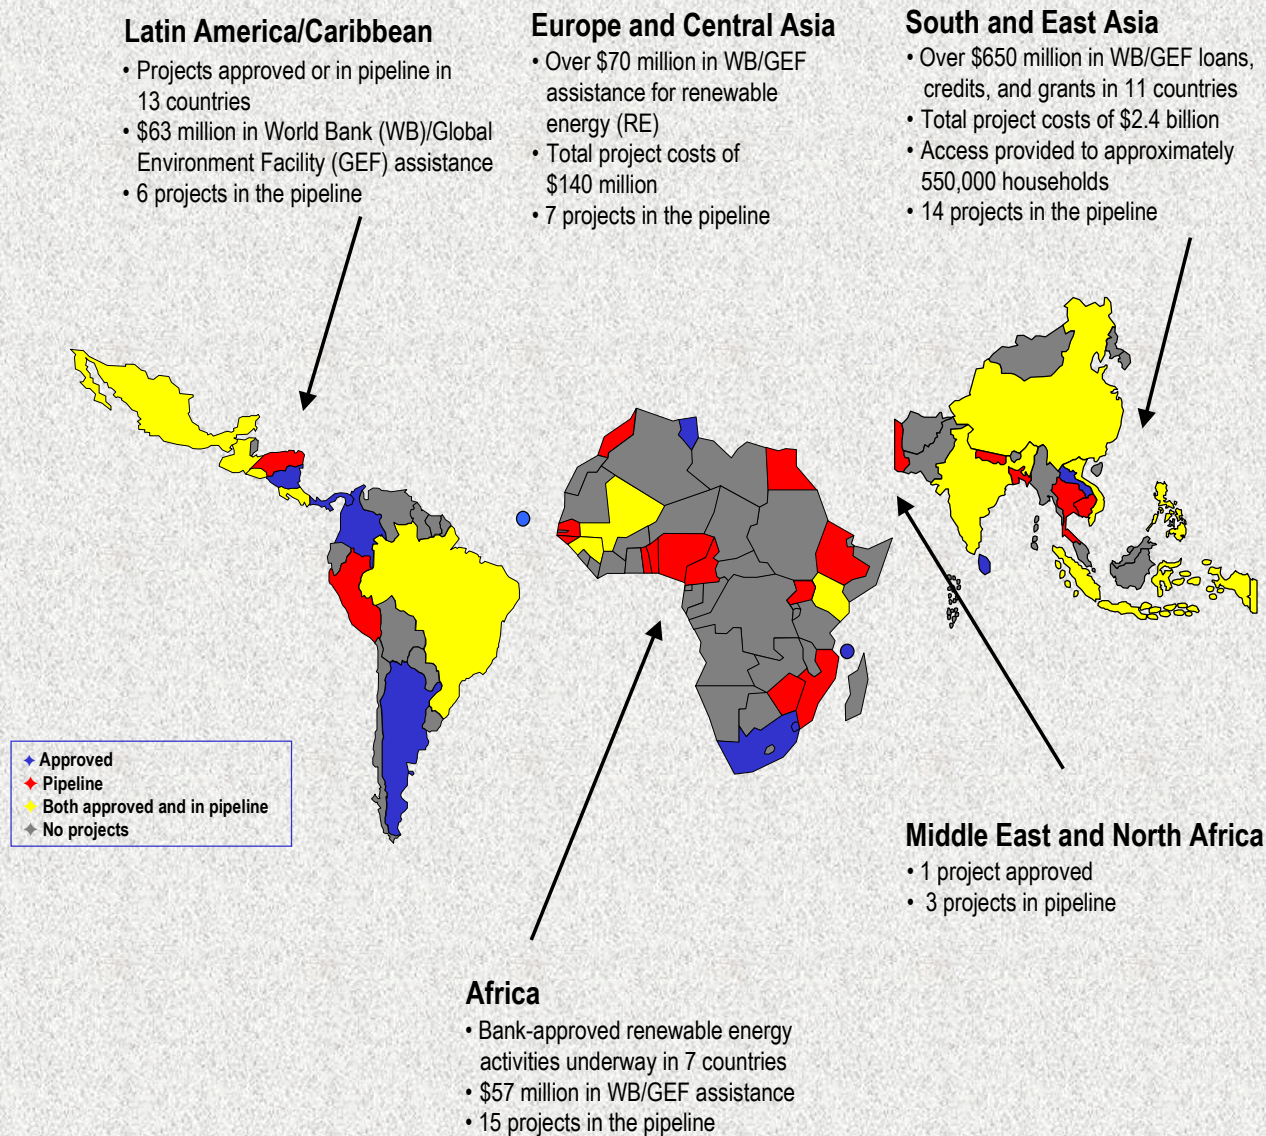 Latin America/Caribbean
• Projects approved or in pipeline in
13 countries
• $63 million in World Bank (WB)/Global
Environment Facility (GEF) assistance
• 6 projects in the pipeline
Europe and Central Asia
• Over $70 million in WB/GEF
assistance for renewable
energy (RE)
• Total project costs of
$140 million
• 7 projects in the pipeline
South and East Asia
• Over $650 million in WB/GEF loans,
credits, and grants in 11 countries
• Total project costs of $2.4 billion
• Access provided to approximately
550,000 households
• 14 projects in the pipeline
Approved
Pipeline
Both approved and in pipeline
No projects
Middle East and North Africa
• 1 project approved
• 3 projects in pipeline
Africa
• Bank-approved renewable energy
activities underway in 7 countries
• $57 million in WB/GEF assistance
• 15 projects in the pipeline